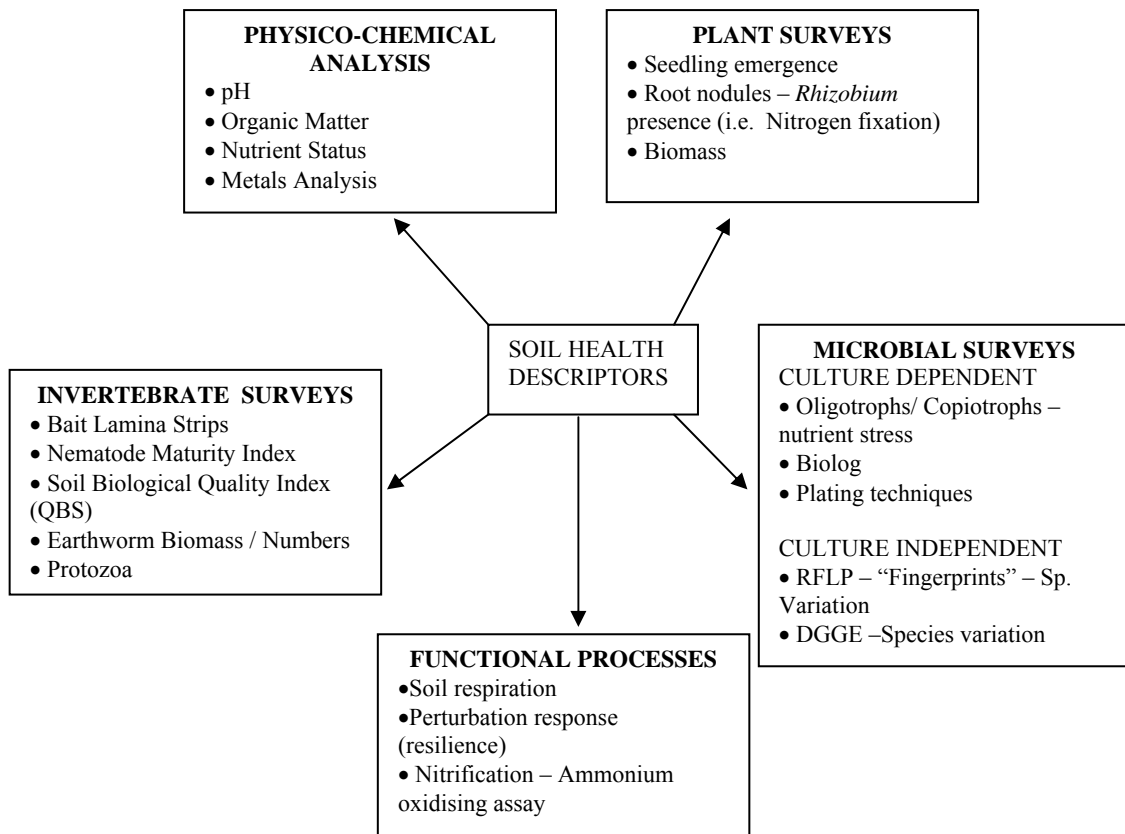 PHYSICO-CHEMICAL
ANALYSIS
• pH
• Organic Matter
• Nutrient Status
• Metals Analysis
PLANT SURVEYS
• Seedling emergence
• Root nodules – Rhizobium
presence (i.e. Nitrogen fixation)
• Biomass
SOIL HEALTH
DESCRIPTORS
INVERTEBRATE SURVEYS
• Bait Lamina Strips
• Nematode Maturity Index
• Soil Biological Quality Index
(QBS)
• Earthworm Biomass / Numbers
• Protozoa
MICROBIAL SURVEYS
CULTURE DEPENDENT
• Oligotrophs/ Copiotrophs –
nutrient stress
• Biolog
• Plating techniques
CULTURE INDEPENDENT
• RFLP – “Fingerprints” – Sp.
Variation
• DGGE –Species variation
FUNCTIONAL PROCESSES
•Soil respiration
•Perturbation response
(resilience)
• Nitrification – Ammonium
oxidising assay